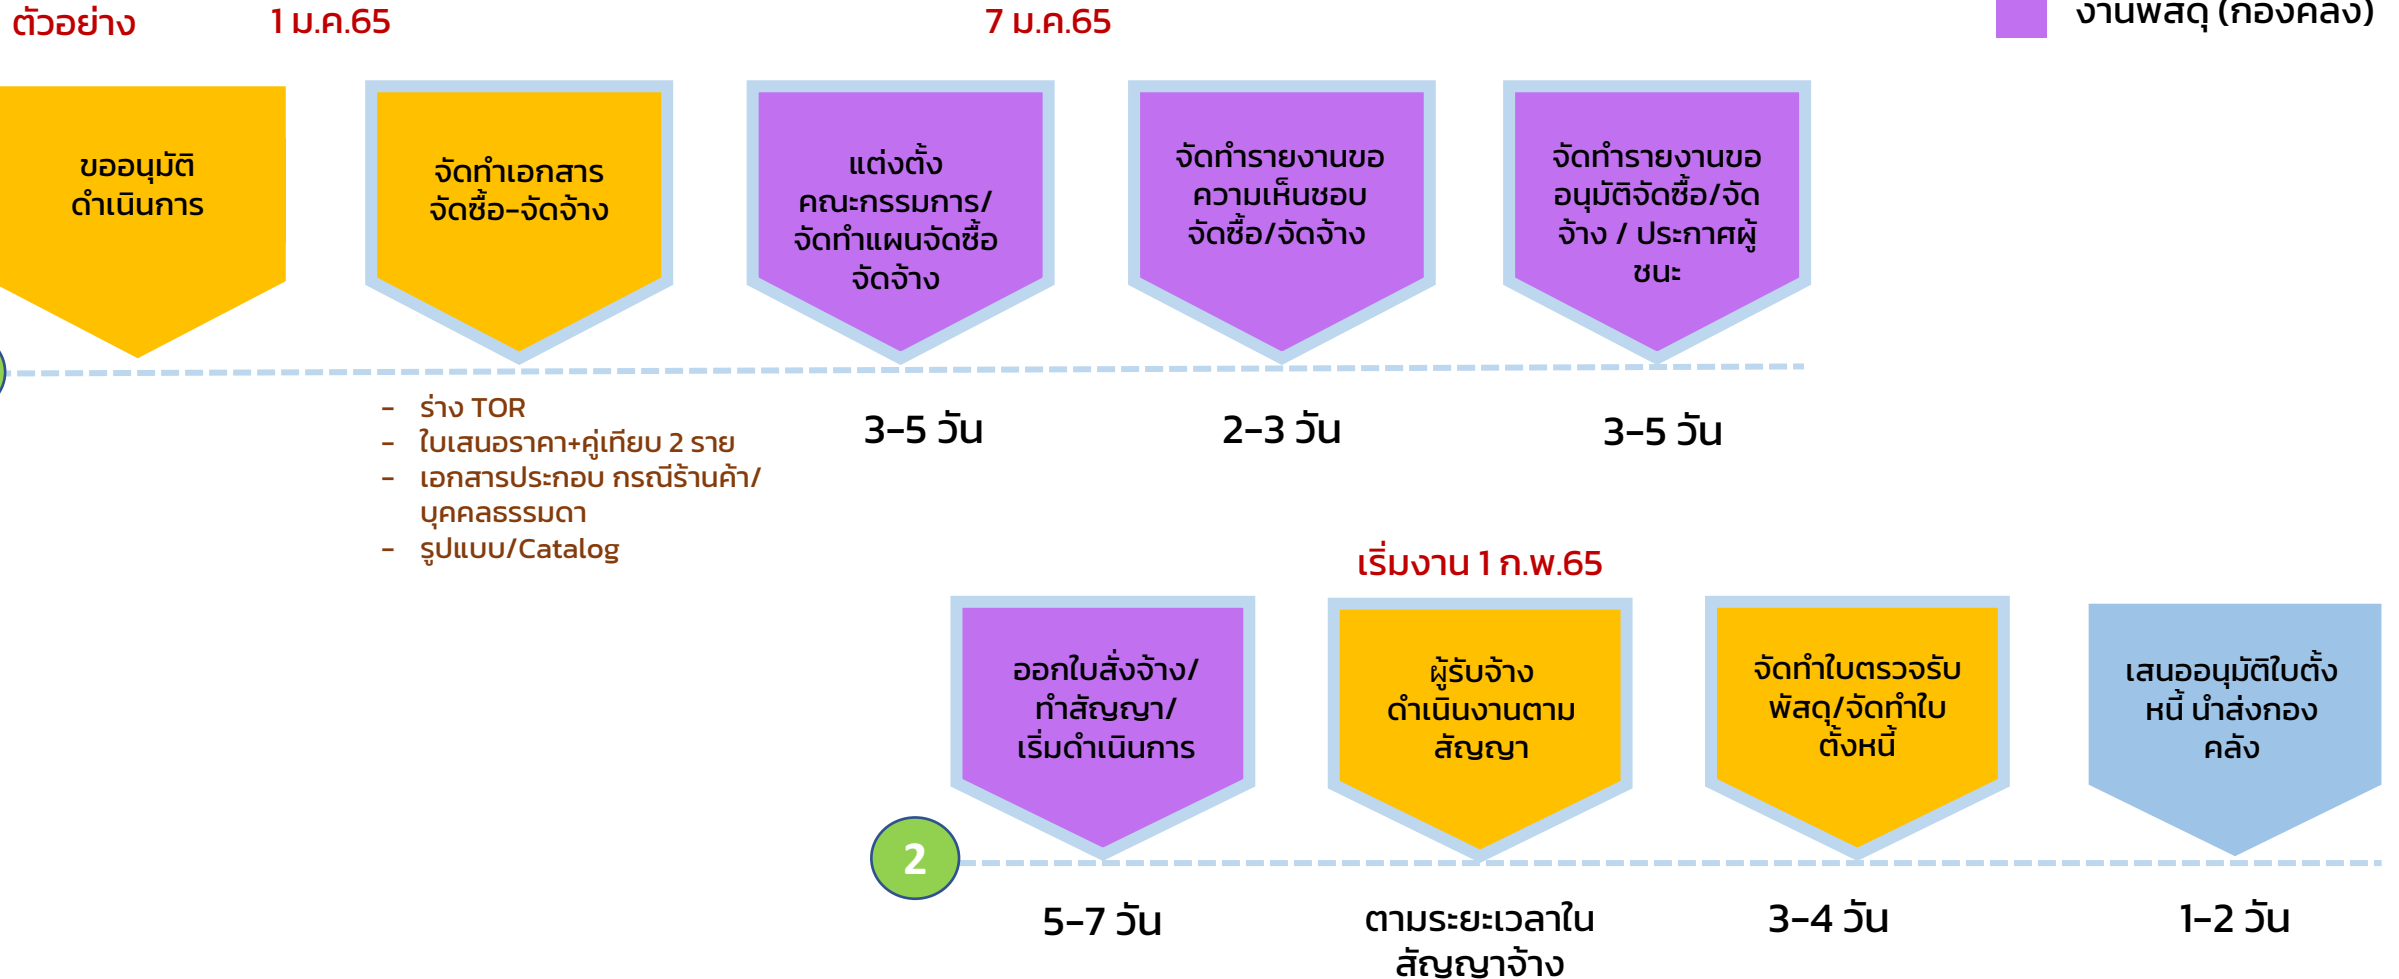 ตัวอย่าง
1 ม.ค.65
7 ม.ค.65
งานพัสดุ (กองคลัง)
ขออนุมัติ
ดำเนินการ
จัดทำเอกสาร
จัดซื้อ-จัดจ้าง
แต่งตั้ง
คณะกรรมการ/
จัดทำแผนจัดซื้อ
จัดจ้าง
จัดทำรายงานขอ
ความเห็นชอบ
จัดซื้อ/จัดจ้าง
จัดทำรายงานขอ
อนุมัติจัดซื้อ/จัด
จ้าง / ประกาศผู้
ชนะ
- ร่าง TOR
- ใบเสนอราคา+คู่เทียบ 2 ราย
- เอกสารประกอบ กรณีร้านค้า/
บุคคลธรรมดา
- รูปแบบ/Catalog
3-5 วัน
2-3 วัน
3-5 วัน
เริ่มงาน 1 ก.พ.65
ออกใบสั่งจ้าง/
ทำสัญญา/
เริ่มดำเนินการ
ผู้รับจ้าง
ดำเนินงานตาม
สัญญา
จัดทำใบตรวจรับ
พัสดุ/จัดทำใบ
ตั้งหนี้
เสนออนุมัติใบตั้ง
หนี้ นำส่งกอง
คลัง
2
5-7 วัน
ตามระยะเวลาใน
สัญญาจ้าง
3-4 วัน
1-2 วัน